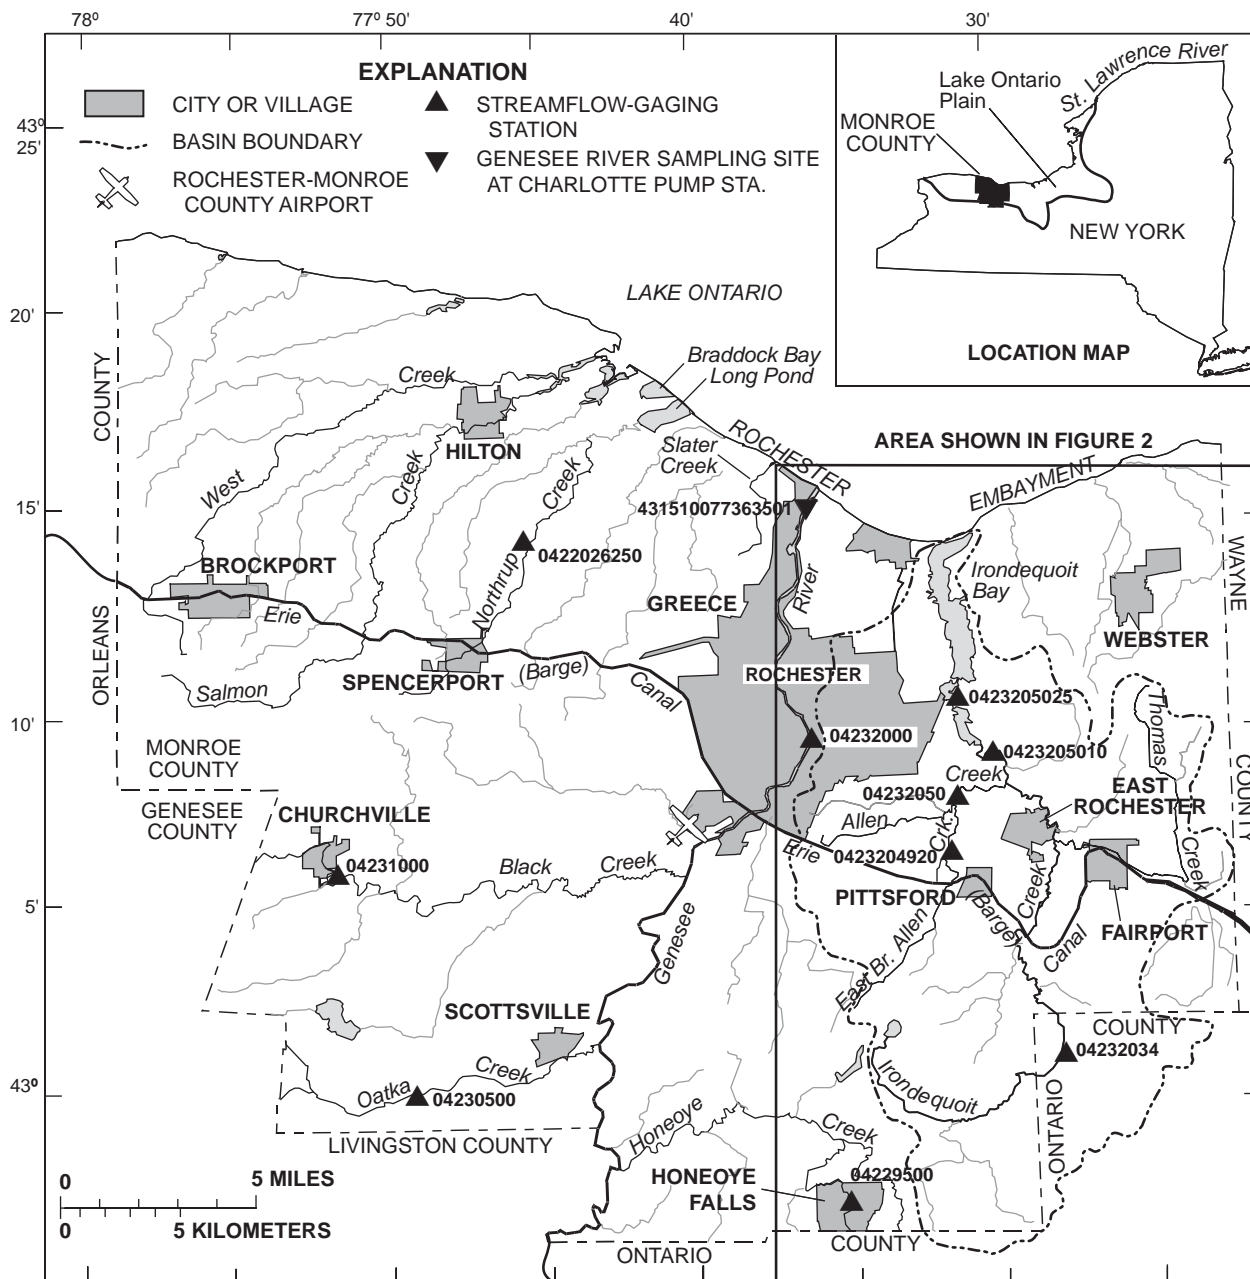 78º
77º 50'
40'
30'
EXPLANATION
CITY OR VILLAGE
BASIN BOUNDARY
ROCHESTER-MONROE
COUNTY AIRPORT
STREAMFLOW-GAGING
STATION
GENESEE RIVER SAMPLING SITE
AT CHARLOTTE PUMP STA.
43º
25'
St. Lawrence River
Lake Ontario
Plain
MONROE
COUNTY
NEW YORK
LOCATION MAP
20'
LAKE ONTARIO
Braddock Bay
Long Pond
COUNTY
Creek
HILTON
Slater
Creek
ROCHESTER
AREA SHOWN IN FIGURE 2
EMBAYMENT
West
Creek
Creek
431510077363501
15'
0422026250
Northrup
BROCKPORT
Erie
GREECE
River
Irondequoit
Bay
WAYNE
WEBSTER
ORLEANS
SPENCERPORT
(Barge)
Canal
ROCHESTER
Salmon
0423205025
Thomas
10'
04232000
0423205010
MONROE
COUNTY
GENESEE
COUNTY
Creek
04232050
EAST
ROCHESTER
COUNTY
CHURCHVILLE
Allen
Crk.
04231000
Black
Creek
Erie
0423204920
Creek
PITTSFORD
(Barge)
Creek
5'
FAIRPORT
Genesee
East Br. Allen
Canal
SCOTTSVILLE
COUNTY
04232034
Creek
43º
Oatka
04230500
Irondequoit
ONTARIO
LIVINGSTON COUNTY
Honeoye
Creek
0
5 MILES
HONEOYE
FALLS
04229500
0
5 KILOMETERS
ONTARIO
COUNTY